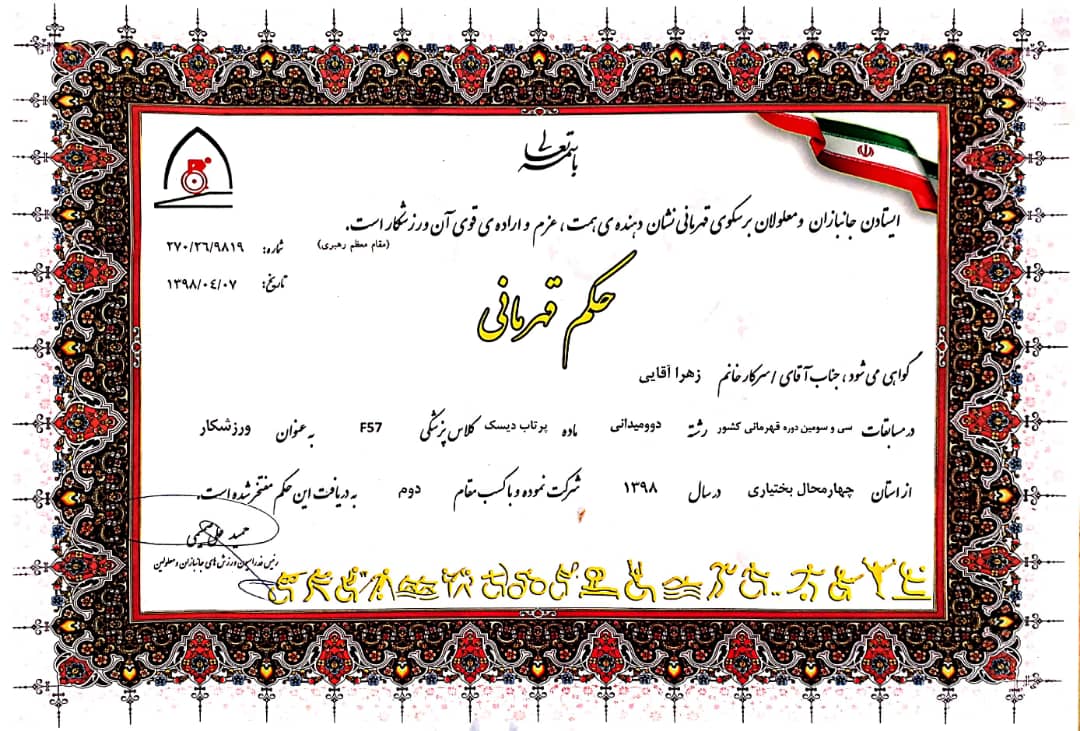 باسمه تعالی
ایستادن جانبازان و معلولان بر سکوی قهرمانی نشان دهنده ی همت، عزم و اراده ی قوی آن ورزشکار است.
(مقام معظم رهبری)
شماره: ۲۷۰/۲۶/۹۸۱۹
تاریخ: ۱۳۹۸/۰٤/۰۷
حکم قهرمانی
گواهی می شود، جناب آقای / سرکار خانم زهرا آقایی
در مسابقات سی و سومین دوره قهرمانی کشور رشته دوومیدانی ماده پرتاب دیسک کلاس پزشکی F57 به عنوان ورزشکار
از استان چهارمحال بختیاری در سال ۱۳۹۸ شرکت نموده و با کسب مقام دوم به دریافت این حکم مفتخر شده است.
رئیس فدراسیون ورزش های جانبازان و معلولین